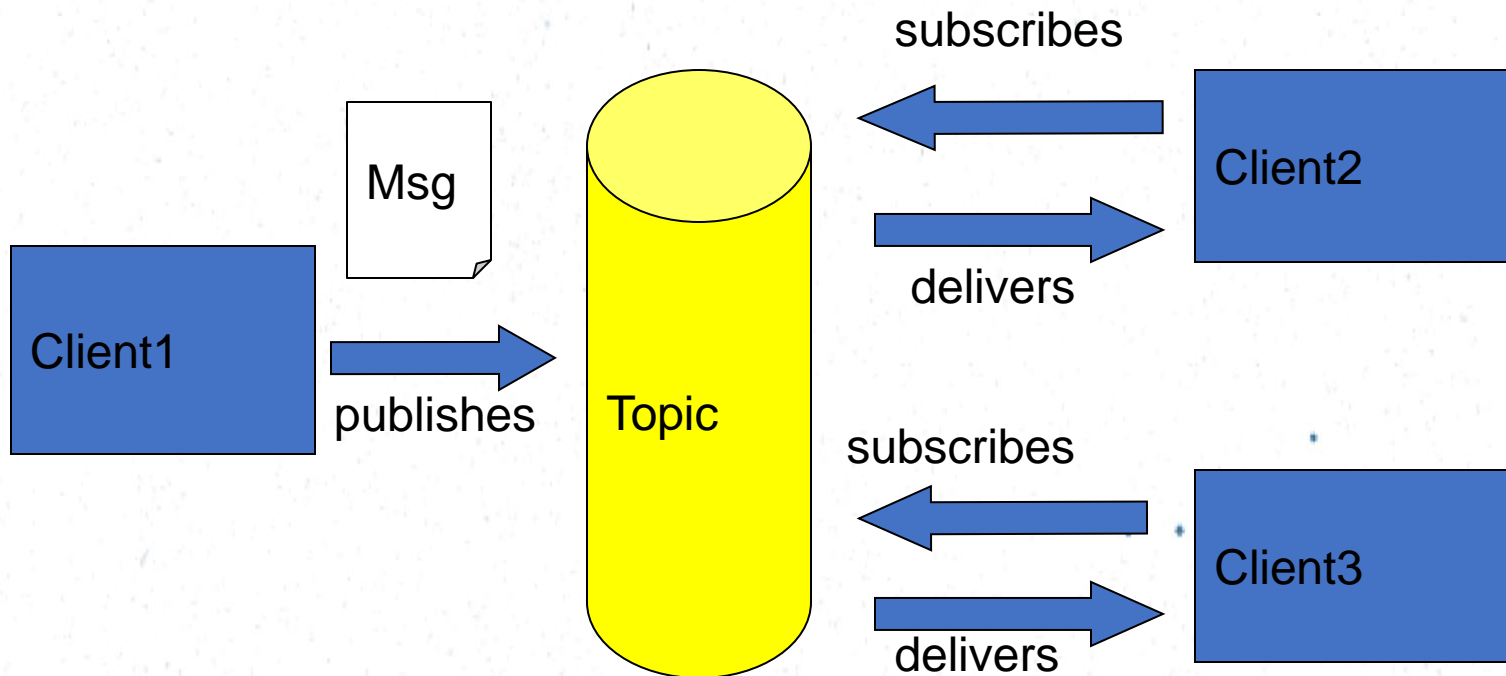 subscribes
Msg
Client2
delivers
Client1
publishes
Topic
subscribes
Client3
delivers